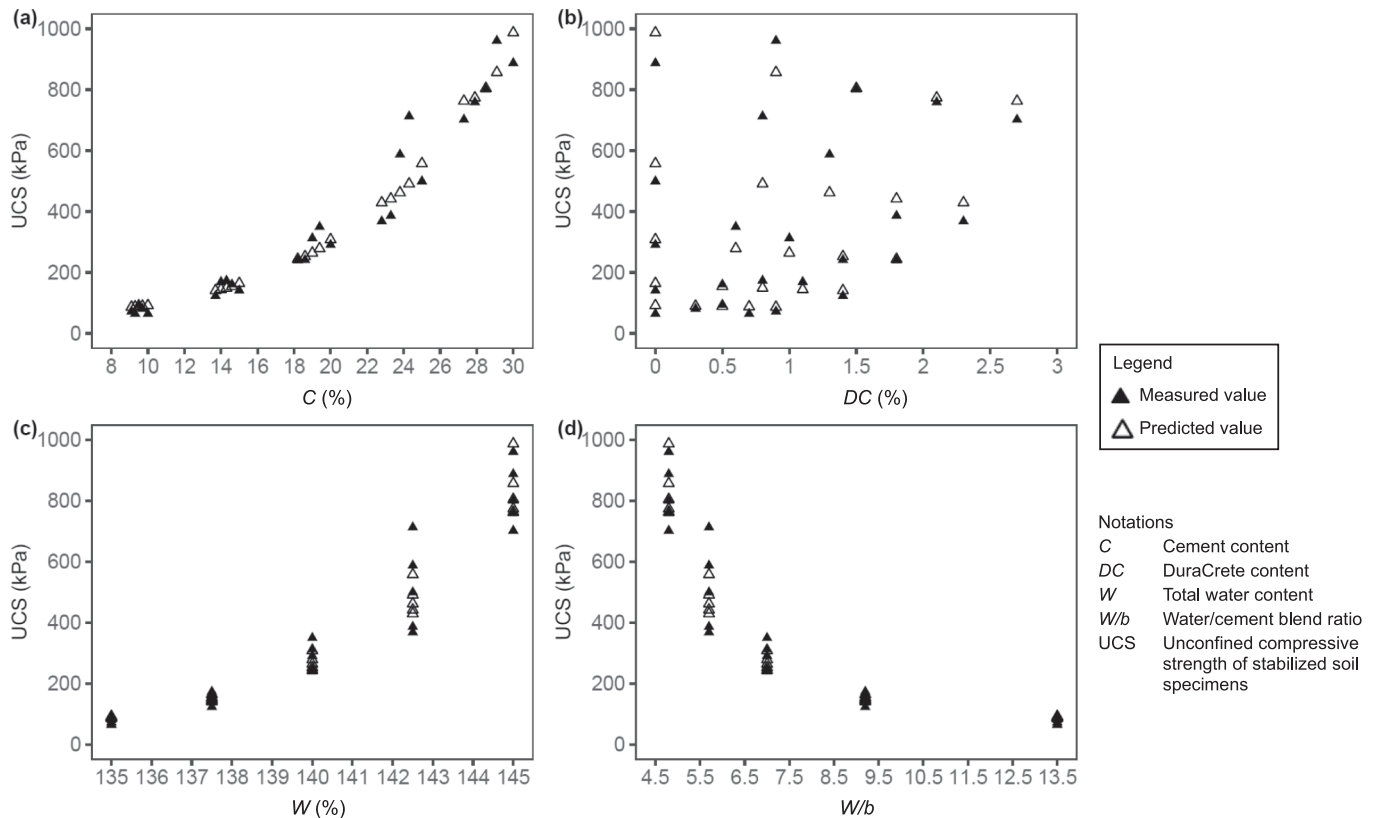 (a)
1000
800
600
400
200
0
UCS (kPa)
8 10 12 14 16 18 20 22 24 26 28 30
C (%)
(b)
1000
800
600
400
200
0
UCS (kPa)
0 0.5 1 1.5 2 2.5 3
DC (%)
(c)
1000
800
600
400
200
0
UCS (kPa)
135 136 137 138 139 140 141 142 143 144 145
W (%)
(d)
1000
800
600
400
200
0
UCS (kPa)
4.5 5.5 6.5 7.5 8.5 9.5 10.5 11.5 12.5 13.5
W/b
Legend
Measured value
Predicted value
Notations
C Cement content
DC DuraCrete content
W Total water content
W/b Water/cement blend ratio
UCS Unconfined compressive
strength of stabilized soil
specimens